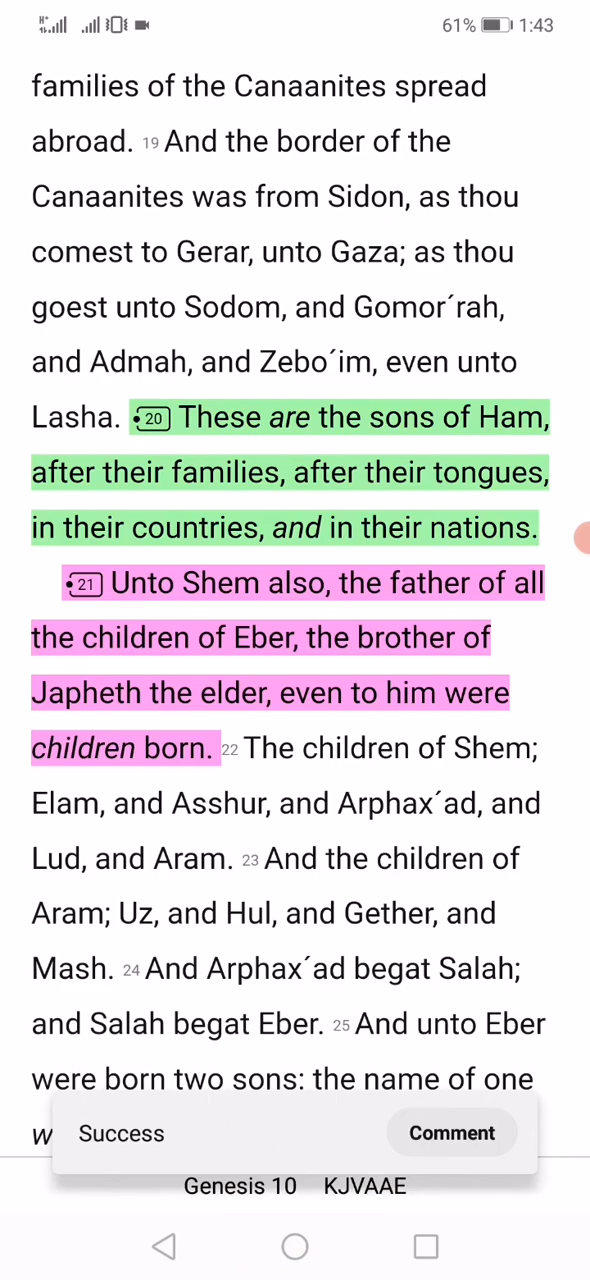 61% 1:43
families of the Canaanites spread
abroad. 19 And the border of the
Canaanites was from Sidon, as thou
comest to Gerar, unto Gaza; as thou
goest unto Sodom, and Gomor´rah,
and Admah, and Zebo´im, even unto
Lasha. 20 These are the sons of Ham,
after their families, after their tongues,
in their countries, and in their nations.
21 Unto Shem also, the father of all
the children of Eber, the brother of
Japheth the elder, even to him were
children born. 22 The children of Shem;
Elam, and Asshur, and Arphax´ad, and
Lud, and Aram. 23 And the children of
Aram; Uz, and Hul, and Gether, and
Mash. 24 And Arphax´ad begat Salah;
and Salah begat Eber. 25 And unto Eber
were born two sons: the name of one
Success Comment
Genesis 10 KJVAAE